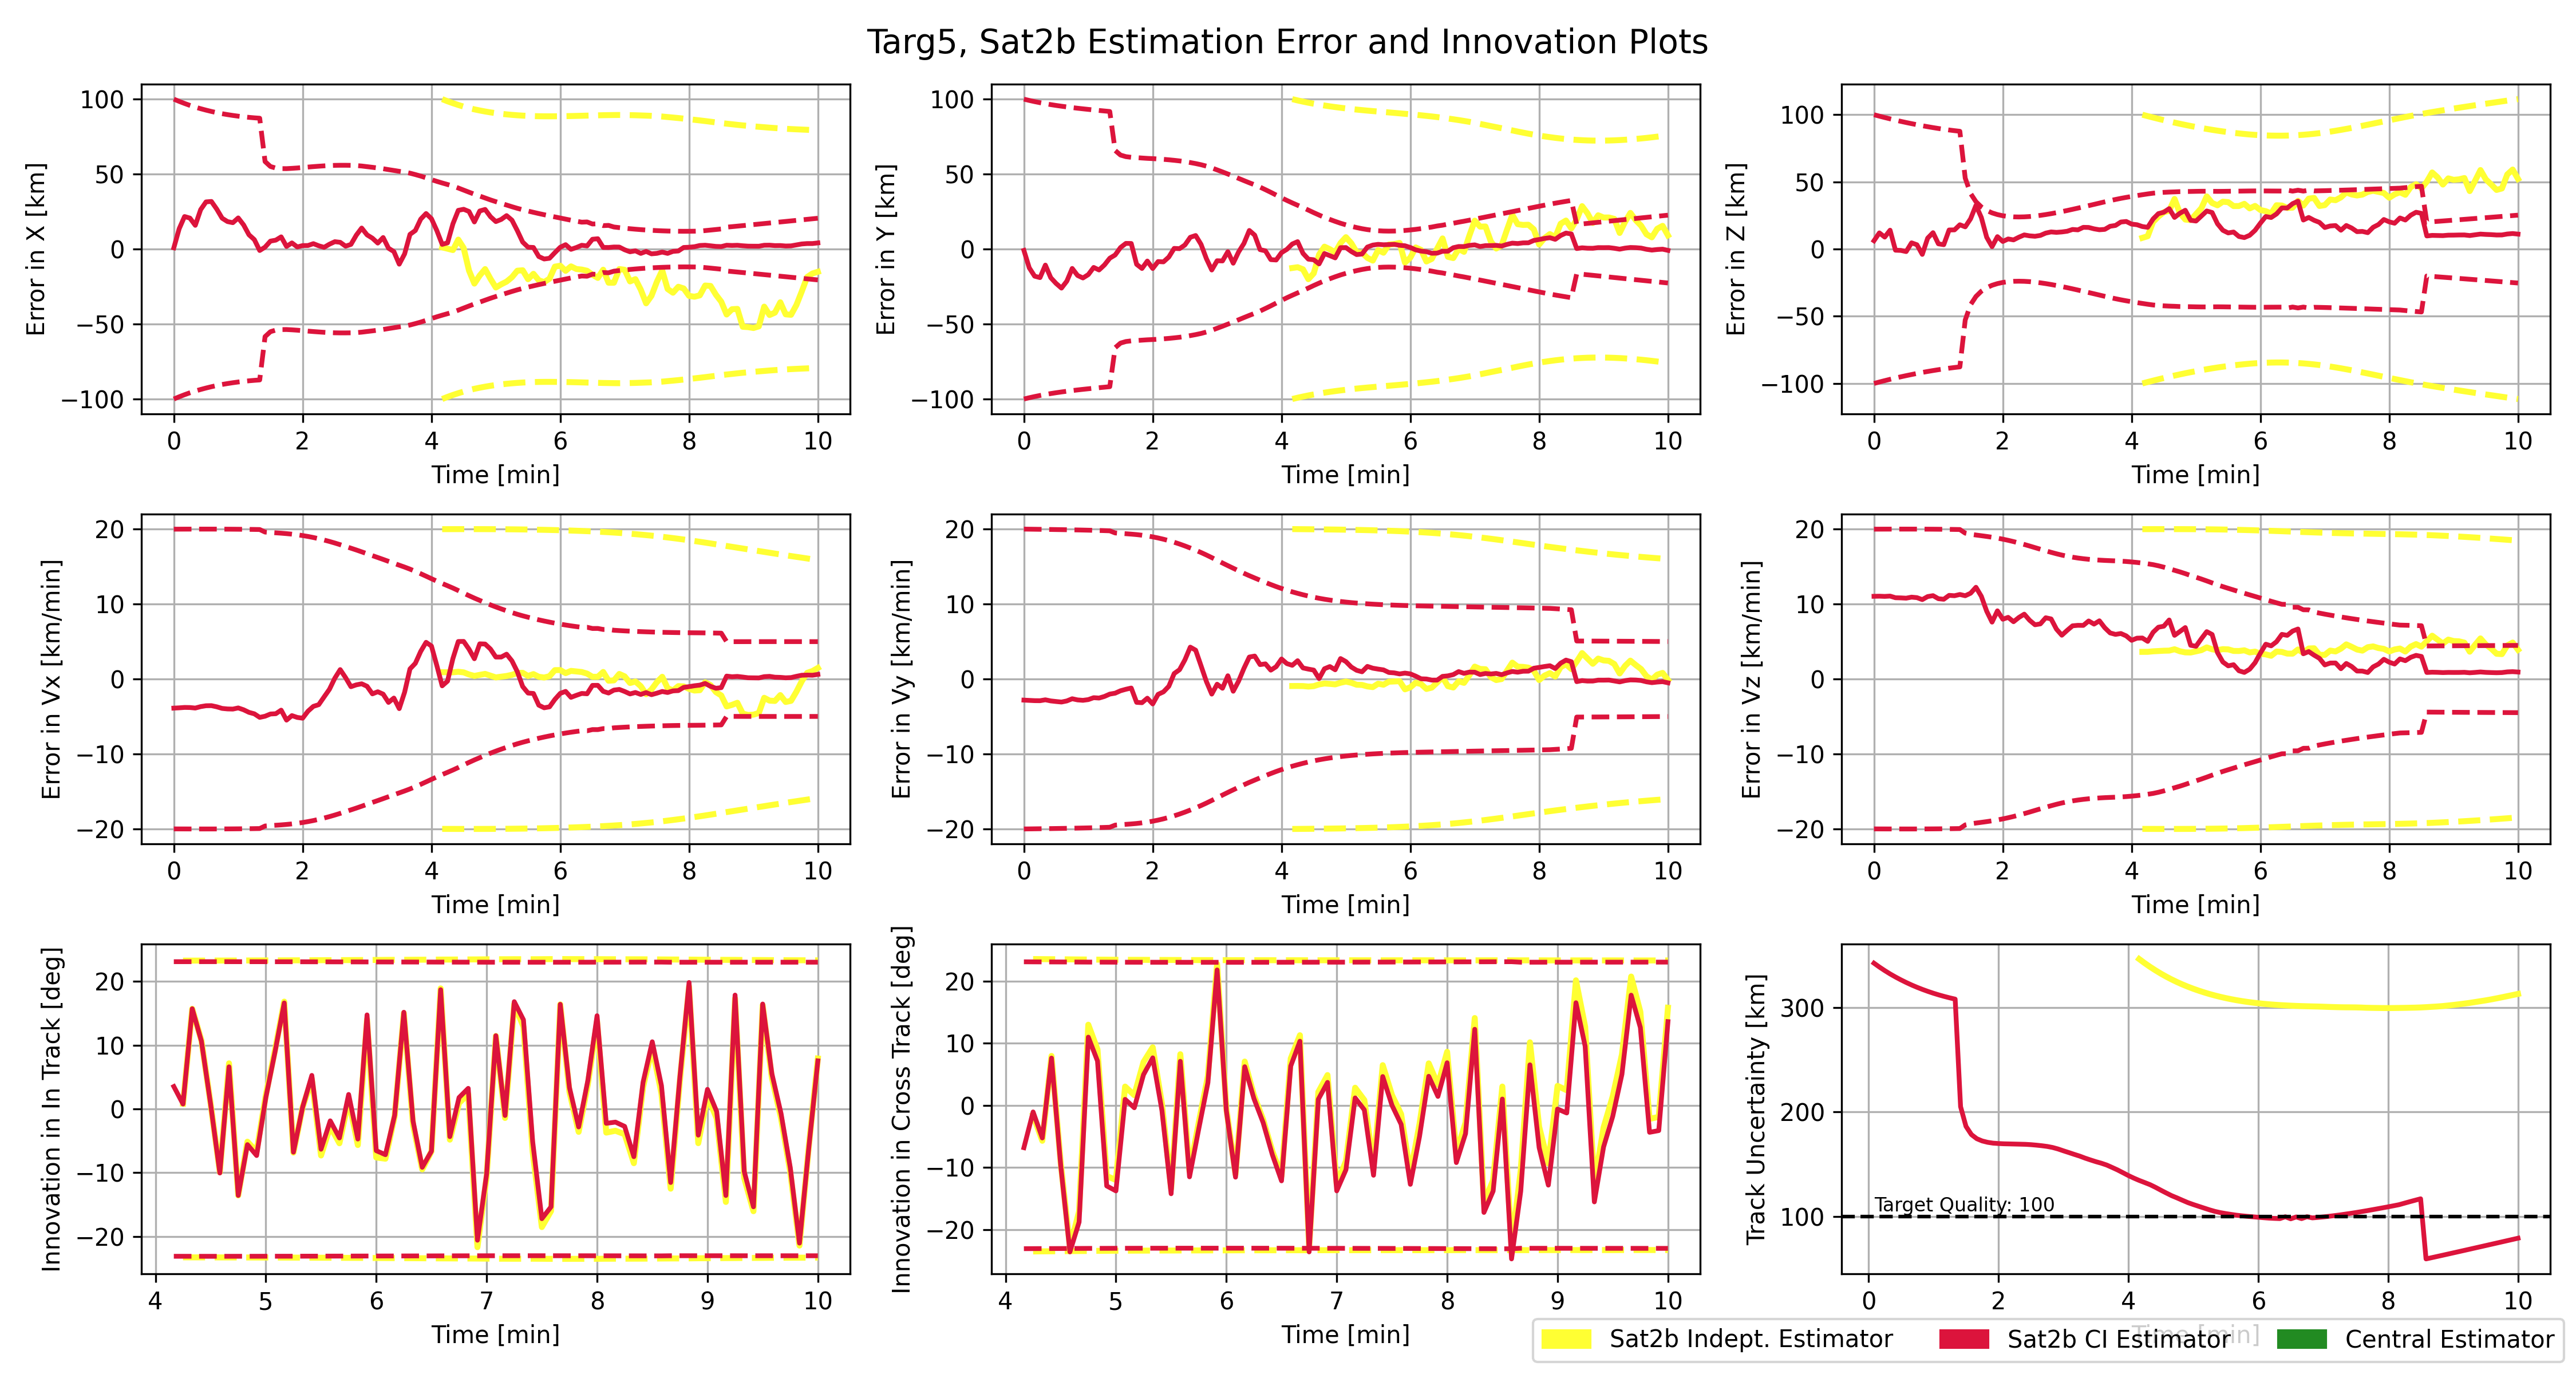 Targ5, Sat2b Estimation Error and Innovation Plots
Error in X [km]
100
50
0
−50
−100
0 2 4 6 8 10
Time [min]
Error in Y [km]
100
50
0
−50
−100
0 2 4 6 8 10
Time [min]
Error in Z [km]
100
50
0
−50
−100
0 2 4 6 8 10
Time [min]
Error in Vx [km/min]
20
10
0
−10
−20
0 2 4 6 8 10
Time [min]
Error in Vy [km/min]
20
10
0
−10
−20
0 2 4 6 8 10
Time [min]
Error in Vz [km/min]
20
10
0
−10
−20
0 2 4 6 8 10
Time [min]
Innovation in In Track [deg]
20
10
0
−10
−20
4 5 6 7 8 9 10
Time [min]
Innovation in Cross Track [deg]
20
10
0
−10
−20
4 5 6 7 8 9 10
Time [min]
Track Uncertainty [km]
300
200
100
Target Quality: 100
0 2 4 6 8 10
Time [min]
Sat2b Indept. Estimator Sat2b CI Estimator Central Estimator